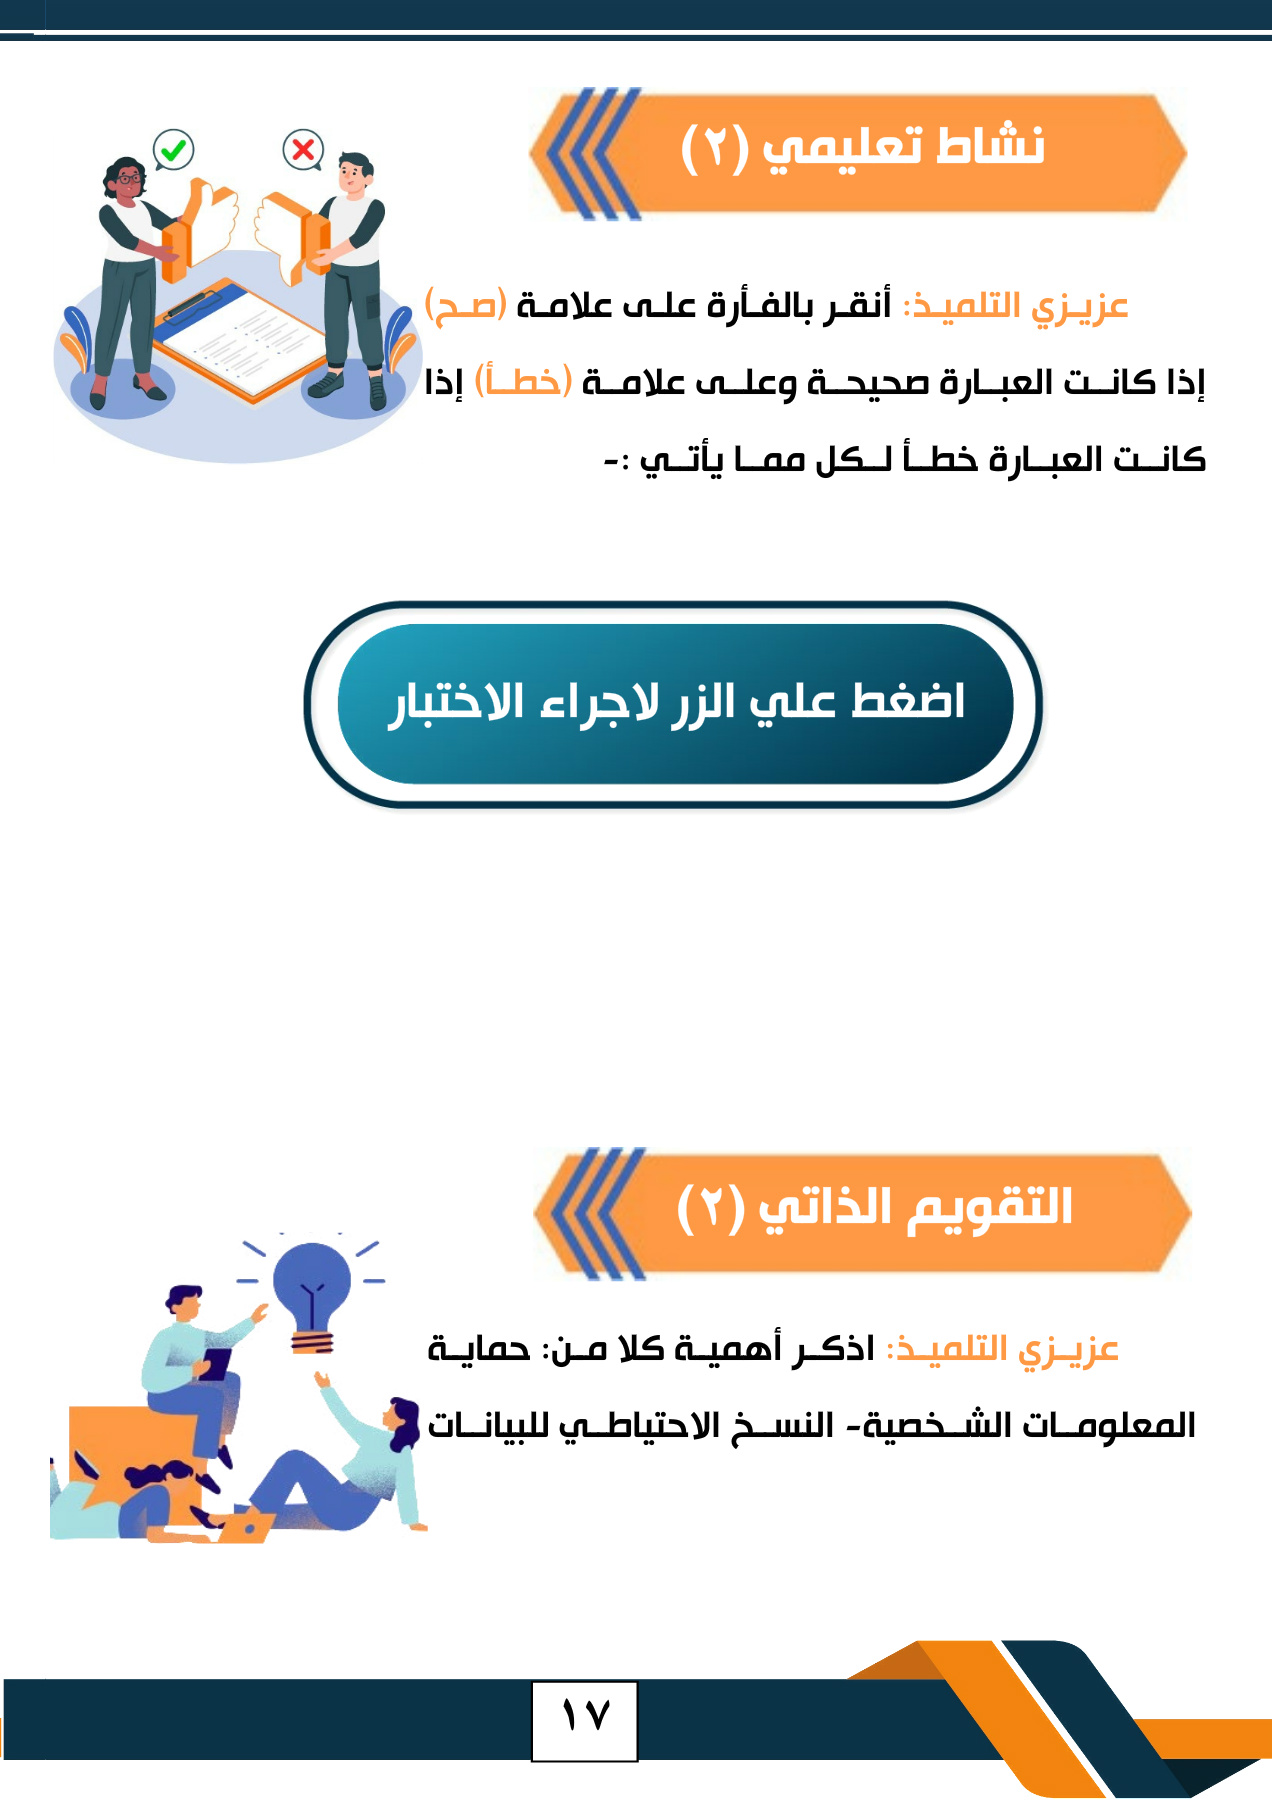 نشاط تعليمي (٢)
عزيزي التلميذ: أنقر بالفأرة على علامة (صح)
إذا كانت العبارة صحيحة وعلى علامة (خطأ) إذا
كانت العبارة خطأ لكل مما يأتي :-
اضغط علي الزر لاجراء الاختبار
التقويم الذاتي (٢)
عزيزي التلميذ: اذكر أهمية كلا من: حماية
المعلومات الشخصية- النسخ الاحتياطي للبيانات
١٧